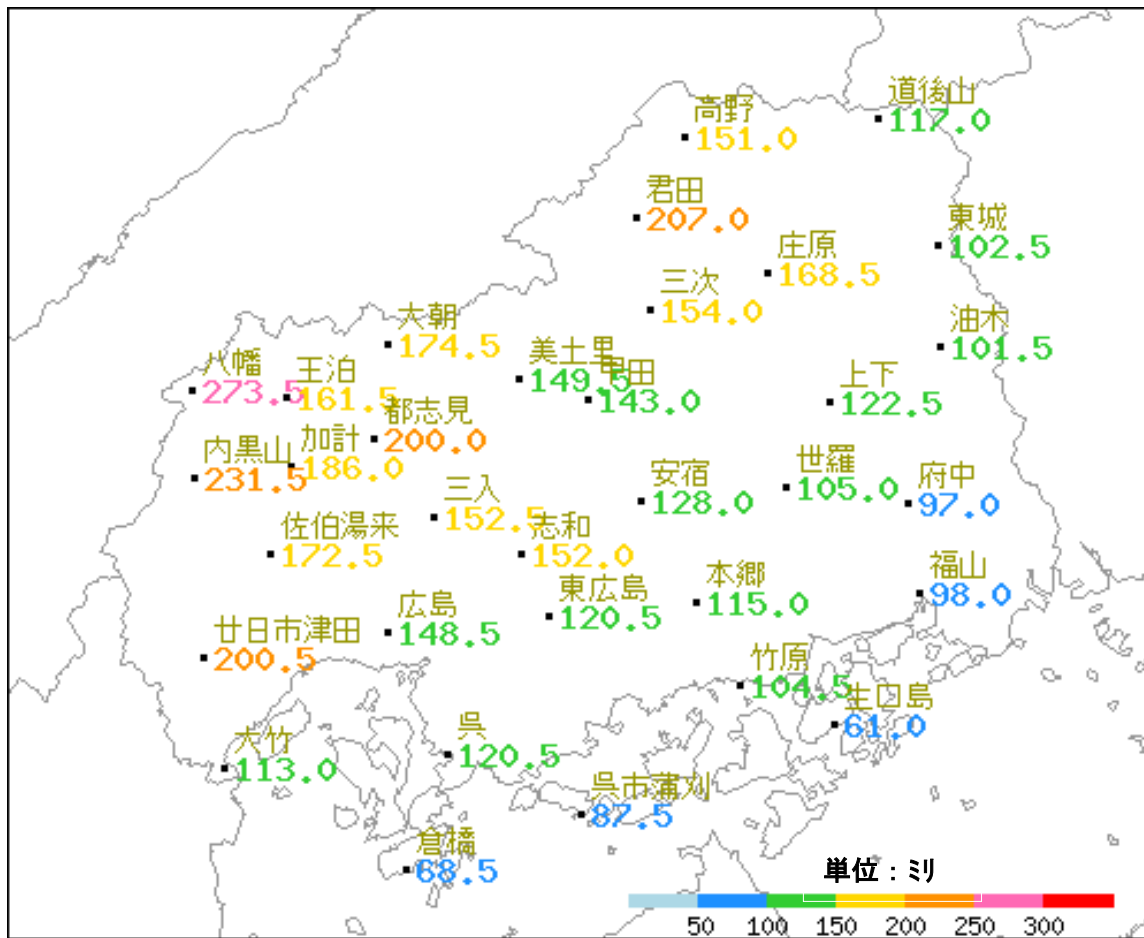 道後山
117.0
高野
151.0
君田
207.0
東城
102.5
庄原
168.5
三次
154.0
大朝
174.5
油木
101.5
美土里
149.5
甲田
143.0
八幡
273.5
王泊
161.5
上下
122.5
都志見
200.0
内黒山
231.5
加計
186.0
三入
152.5
安宿
128.0
世羅
105.0
府中
97.0
佐伯湯来
172.5
志和
152.0
福山
98.0
東広島
120.5
本郷
115.0
広島
148.5
廿日市津田
200.5
竹原
104.5
生口島
61.0
大竹
113.0
呉
120.5
呉市蒲刈
87.5
倉橋
68.5
単位：ミリ
50 100 150 200 250 300